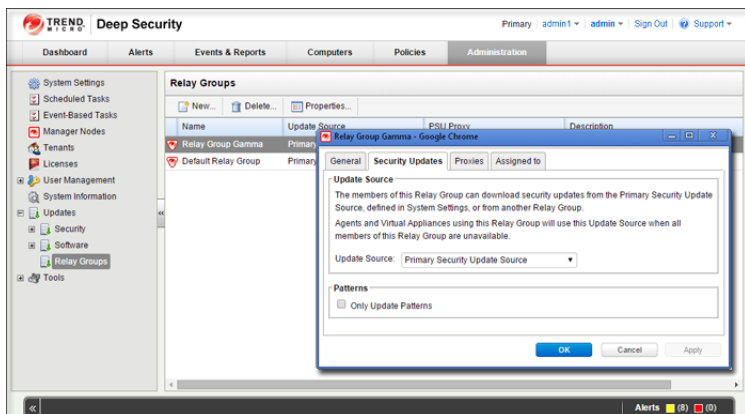 TREND MICRO Deep Security
Primary admin1 admin Sign Out Support
Dashboard Alerts Events & Reports Computers Policies Administration
System Settings
Scheduled Tasks
Event-Based Tasks
Manager Nodes
Tenants
Licenses
User Management
System Information
Updates
Security
Software
Relay Groups
Tools
Relay Groups
New... Delete... Properties...
Name Update Source PSU Proxy Description
Relay Group Gamma Primary
Default Relay Group Primary
Relay Group Gamma - Google Chrome
General Security Updates Proxies Assigned to
Update Source
The members of this Relay Group can download security updates from the Primary Security Update
Source, defined in System Settings, or from another Relay Group.
Agents and Virtual Appliances using this Relay Group will use this Update Source when all
members of this Relay Group are unavailable.
Update Source: Primary Security Update Source
Patterns
Only Update Patterns
OK Cancel Apply
Alerts (8) (0)